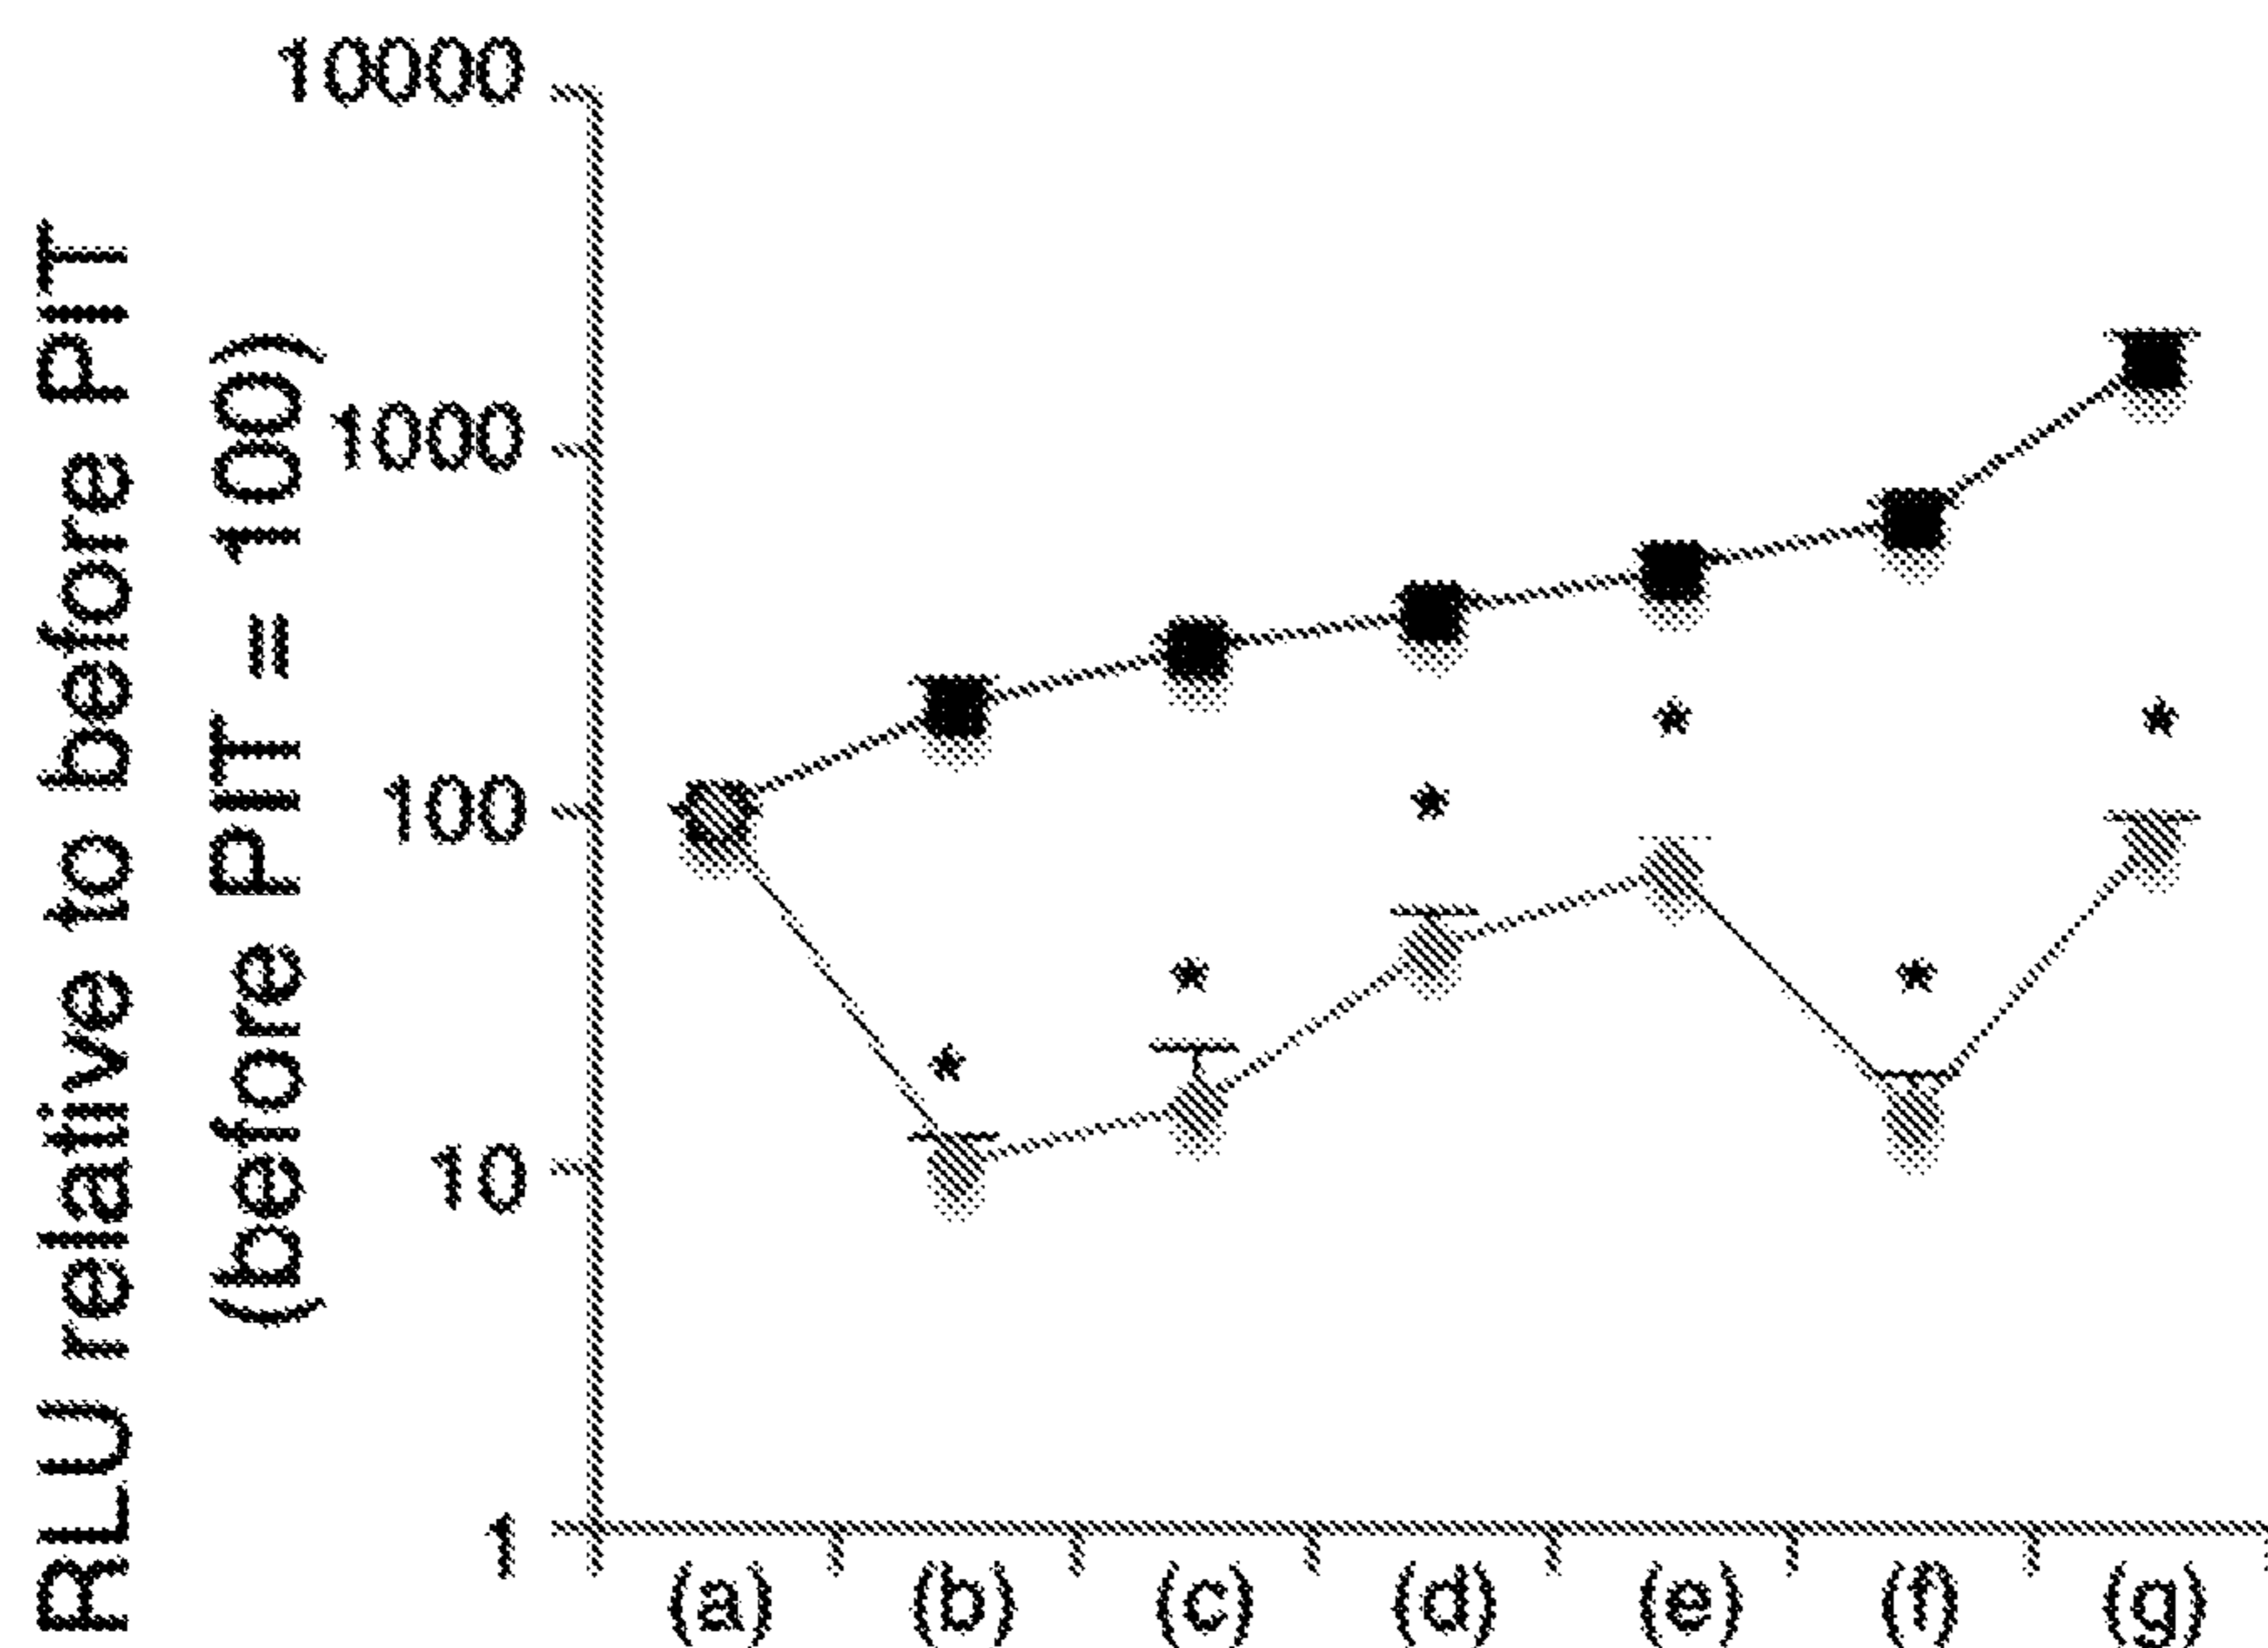 RLU relative to before PIT
(before PIT = 100)
10000
1000
100
10
1
* * * * * *
(a) (b) (c) (d) (e) (f) (g)